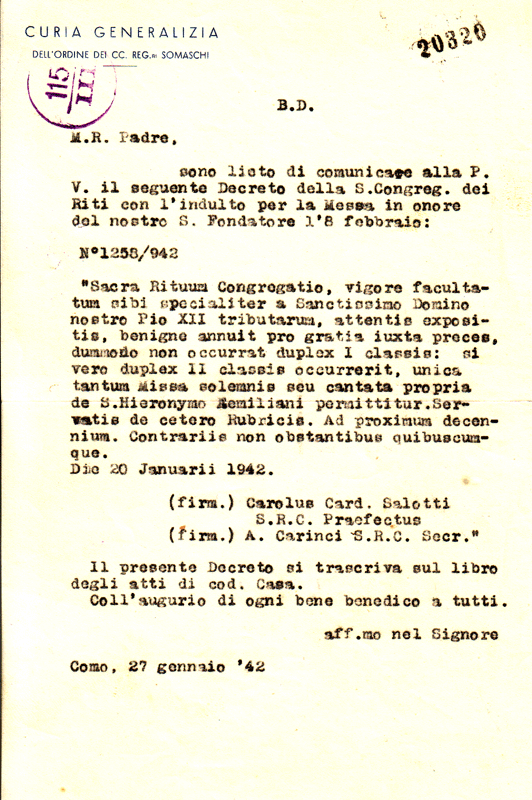 CURIA GENERALIZIA
DELL'ORDINE DEI CC. REG.RI SOMASCHI
20320
115
III
B.D.
M.R. Padre,
sono lieto di comunicare alla P.
V. il seguente Decreto della S.Congreg. dei
Riti con l'indulto per la Messa in onore
del nostro S. Fondatore l'8 febbraio:
N°1258/942
"Sacra Rituum Congregatio, vigore faculta-
tum sibi specialiter a Sanctissimo Domino
nostro Pio XII tributarum, attentis exposi-
tis, benigne annuit pro gratia iuxta preces,
dummodo non occurrat duplex I classis: si
vero duplex II classis occurrerit, unica
tantum Missa solemnis seu cantata propria
de S.Hieronymo Aemiliani permittitur.Ser-
vatis de cetero Rubricis. Ad proximum decen-
nium. Contrariis non obstantibus quibuscum-
que.
Die 20 Januarii 1942.
(firm.) Carolus Card. Salotti
S.R.C. Praefectus
(firm.) A. Carinci S.R.C. Secr."
Il presente Decreto si trascriva sul libro
degli atti di cod. Casa.
Coll'augurio di ogni bene benedico a tutti.
aff.mo nel Signore
Como, 27 gennaio '42